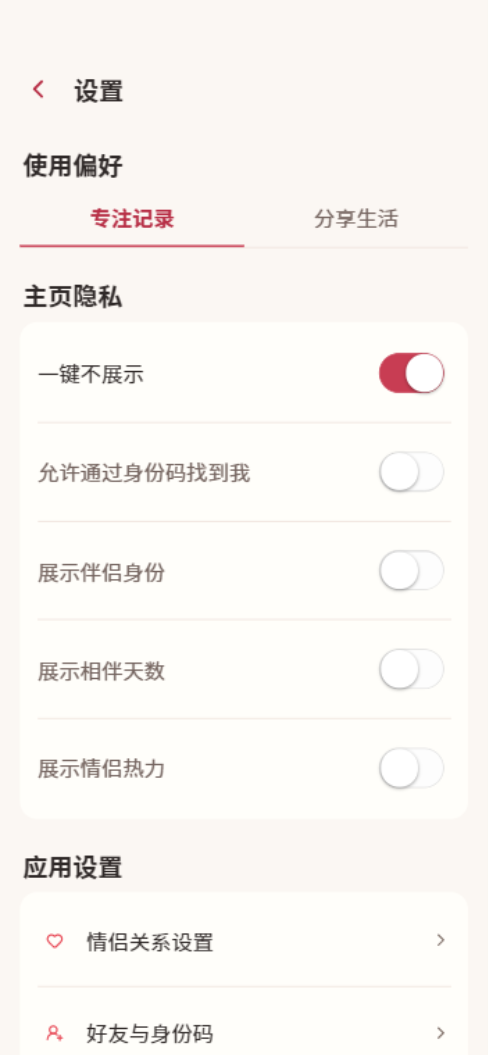 设置
使用偏好
专注记录
分享生活
主页隐私
一键不展示
允许通过身份码找到我
展示伴侣身份
展示相伴天数
展示情侣热力
应用设置
情侣关系设置
好友与身份码